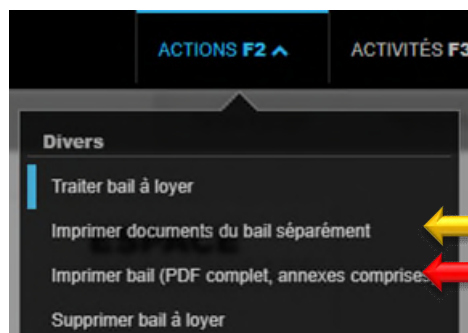 ACTIONS F2 ACTIVITÉS F3
Divers
Traiter bail à loyer
Imprimer documents du bail séparément
ESPACE
Imprimer bail (PDF complet, annexes comprises
Supprimer bail à loyer